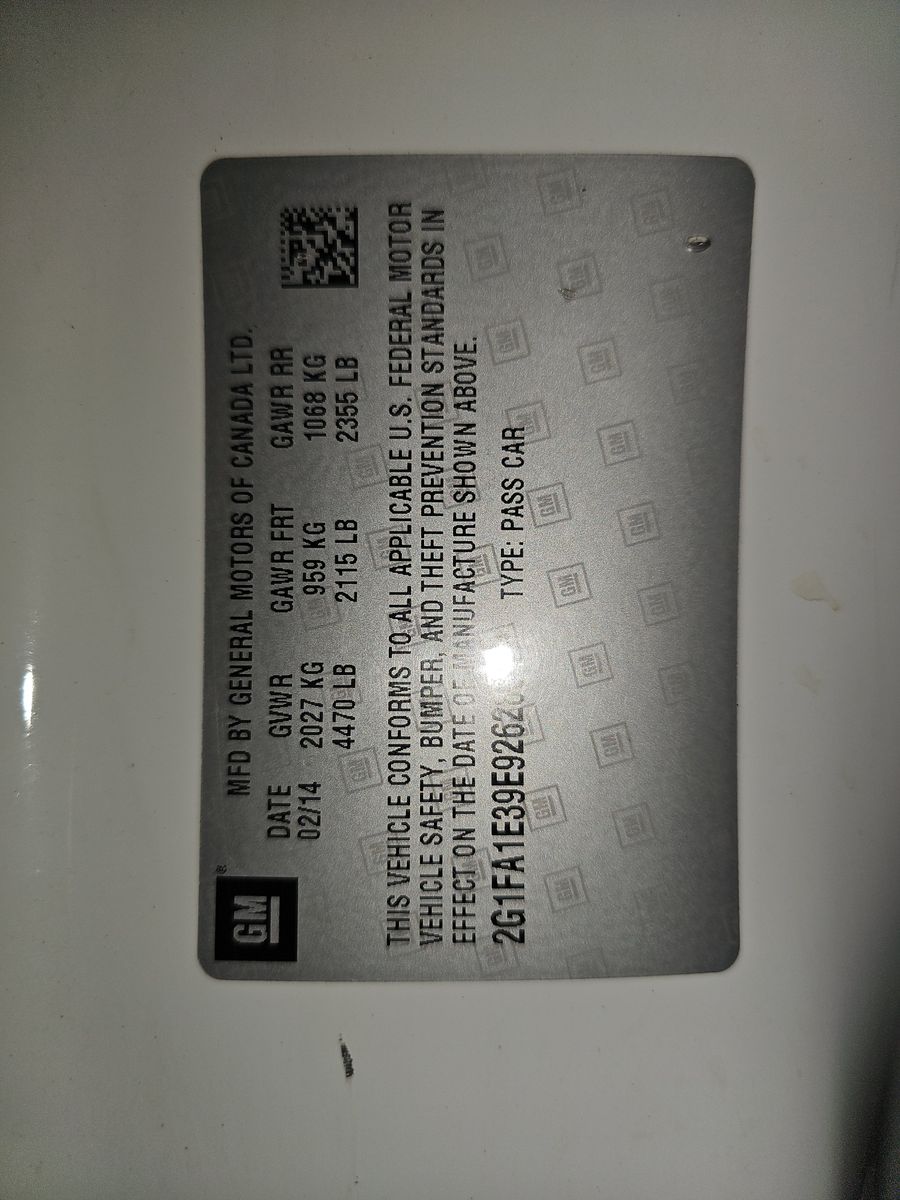 GM®
MFD BY GENERAL MOTORS OF CANADA LTD.
DATE GVWR GAWR FRT GAWR RR
02/14 2027 KG 959 KG 1068 KG
4470 LB 2115 LB 2355 LB
THIS VEHICLE CONFORMS TO ALL APPLICABLE U.S. FEDERAL MOTOR
VEHICLE SAFETY, BUMPER, AND THEFT PREVENTION STANDARDS IN
EFFECT ON THE DATE OF MANUFACTURE SHOWN ABOVE.
TYPE: PASS CAR